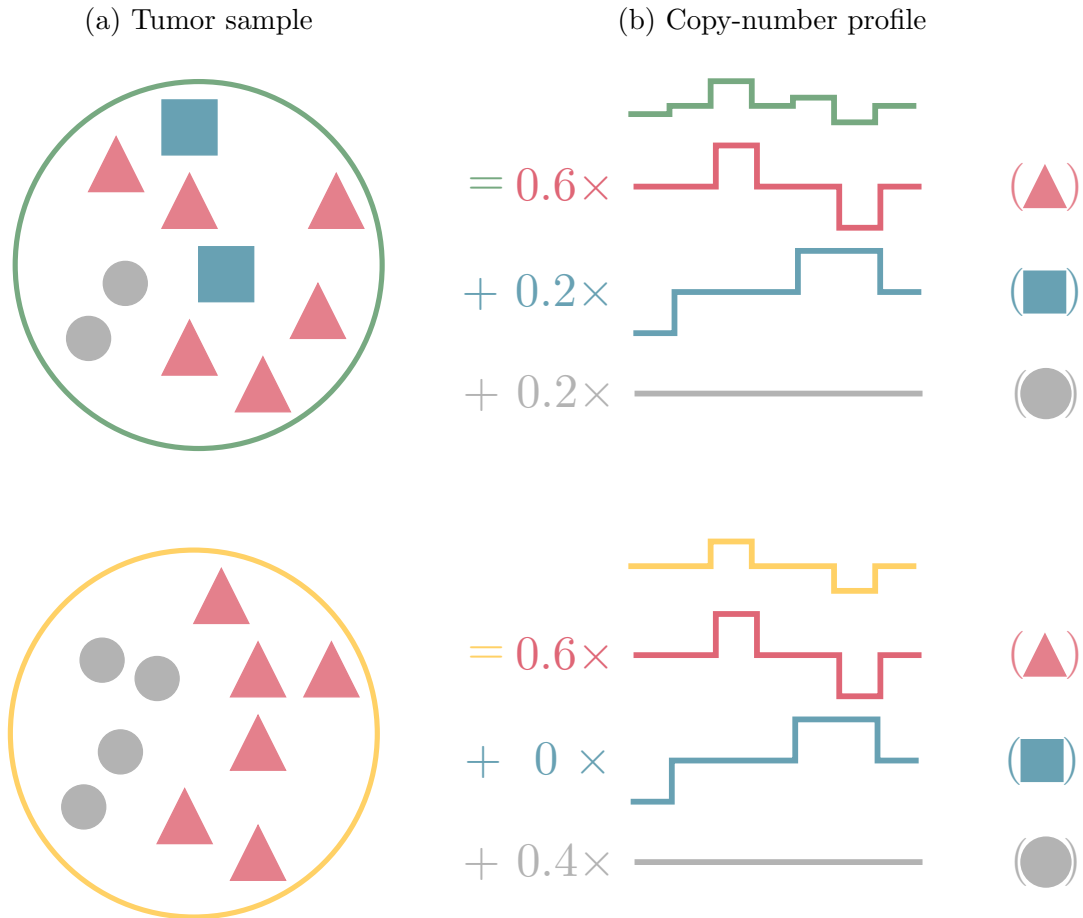 (a) Tumor sample
(b) Copy-number profile
= 0.6× ( )
+ 0.2× ( )
+ 0.2× ( )
= 0.6× ( )
+ 0 × ( )
+ 0.4× ( )